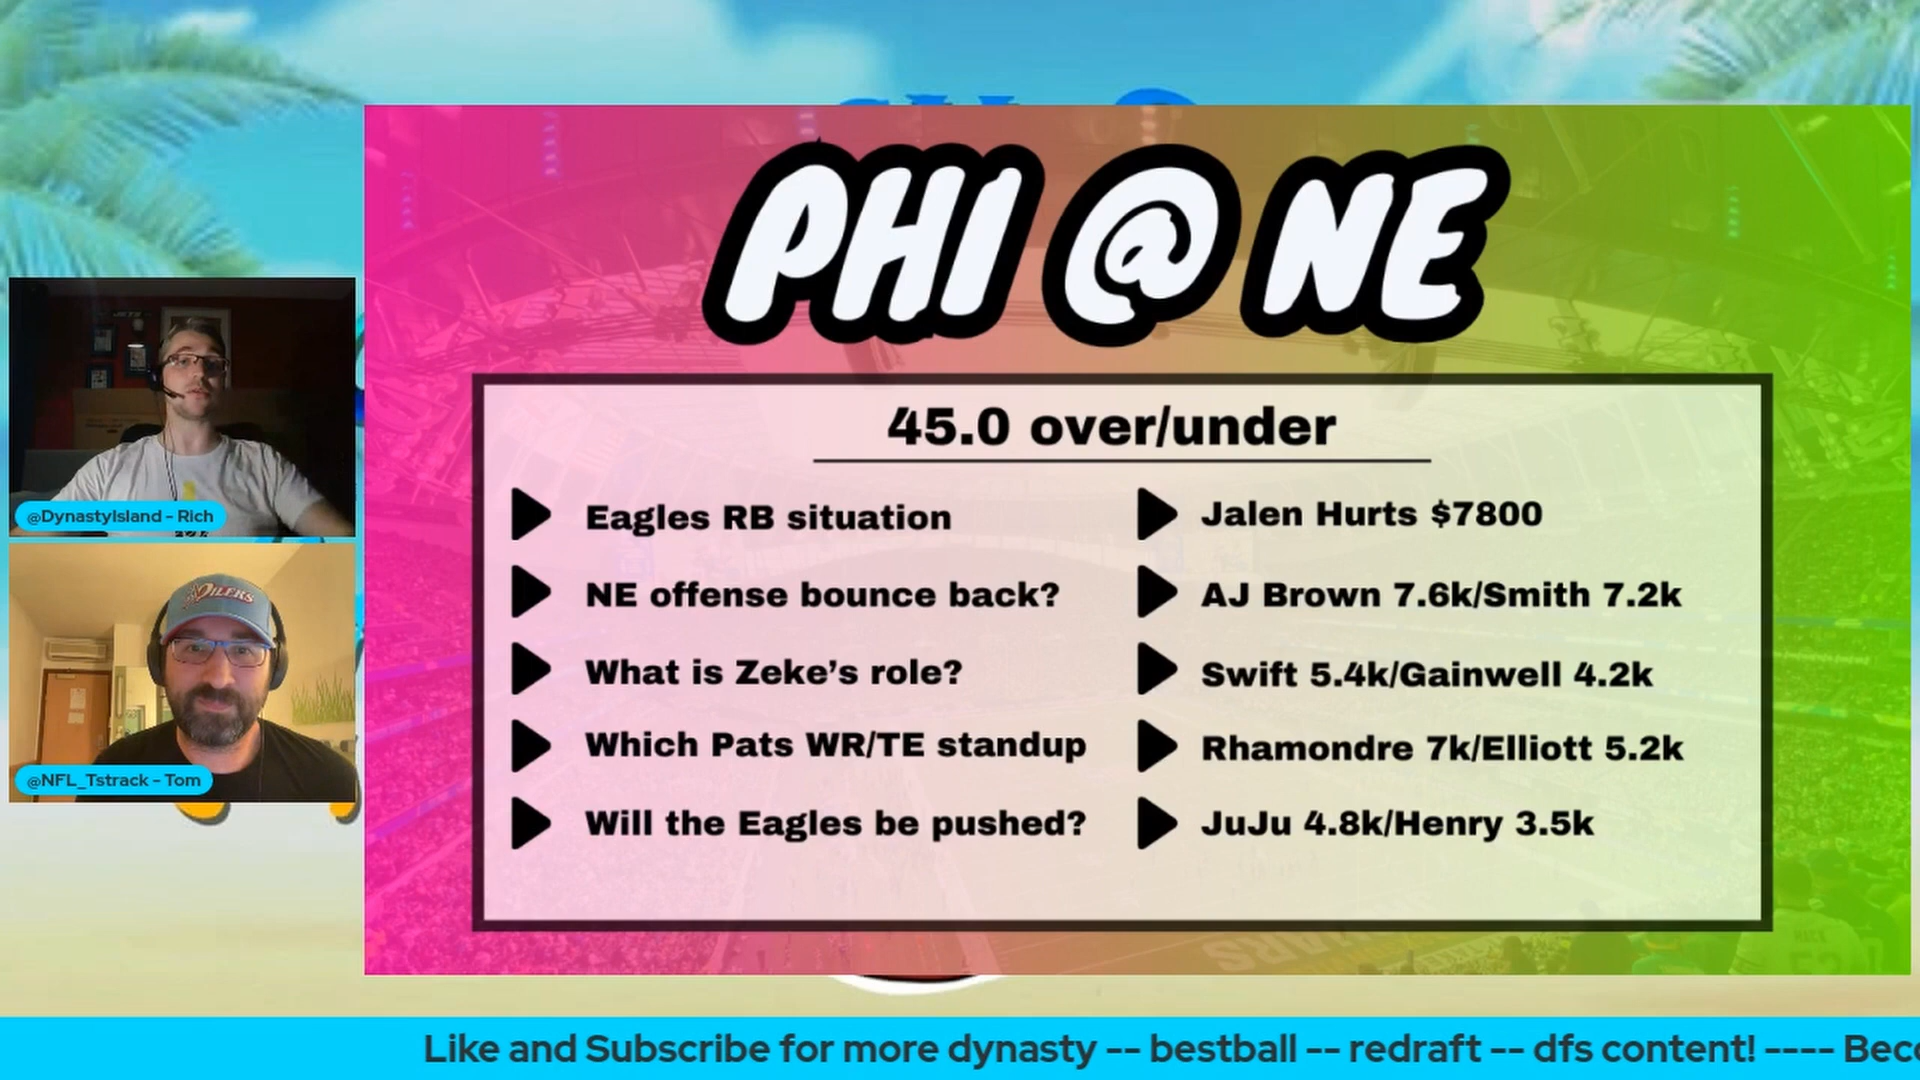 PHI @ NE
45.0 over/under
Eagles RB situation
NE offense bounce back?
What is Zeke's role?
Which Pats WR/TE standup
Will the Eagles be pushed?
Jalen Hurts $7800
AJ Brown 7.6k/Smith 7.2k
Swift 5.4k/Gainwell 4.2k
Rhamondre 7k/Elliott 5.2k
JuJu 4.8k/Henry 3.5k
@DynastyIsland - Rich
OILERS
@NFL_Tstrack - Tom
Like and Subscribe for more dynasty -- bestball -- redraft -- dfs content! ----